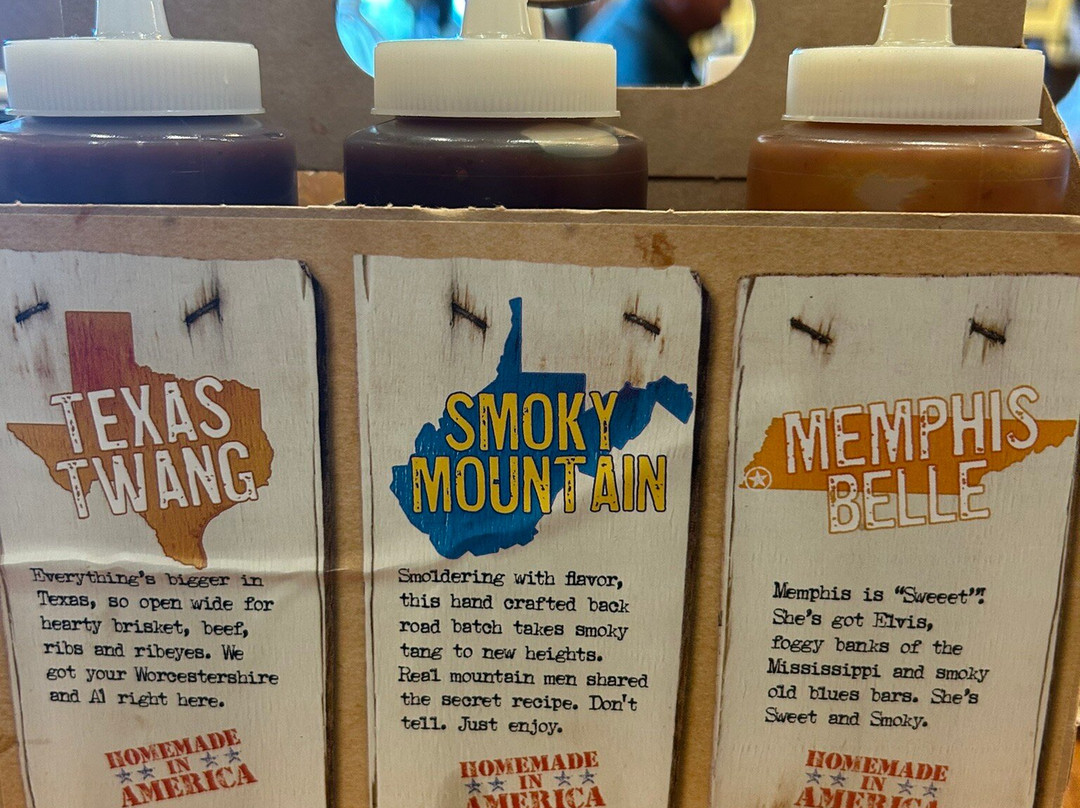 TEXAS
TWANG
Everything's bigger in
Texas, so open wide for
hearty brisket, beef,
ribs and ribeyes. We
got your Worcestershire
and A1 right here.
HOMEMADE
IN
AMERICA
SMOKY
MOUNTAIN
Smoldering with flavor,
this hand crafted back
road batch takes smoky
tang to new heights.
Real mountain men shared
the secret recipe. Don't
tell. Just enjoy.
HOMEMADE
IN
AMERICA
MEMPHIS
BELLE
Memphis is “Sweeet”!
She's got Elvis,
foggy banks of the
Mississippi and smoky
old blues bars. She's
Sweet and Smoky.
HOMEMADE
IN
AMERICA